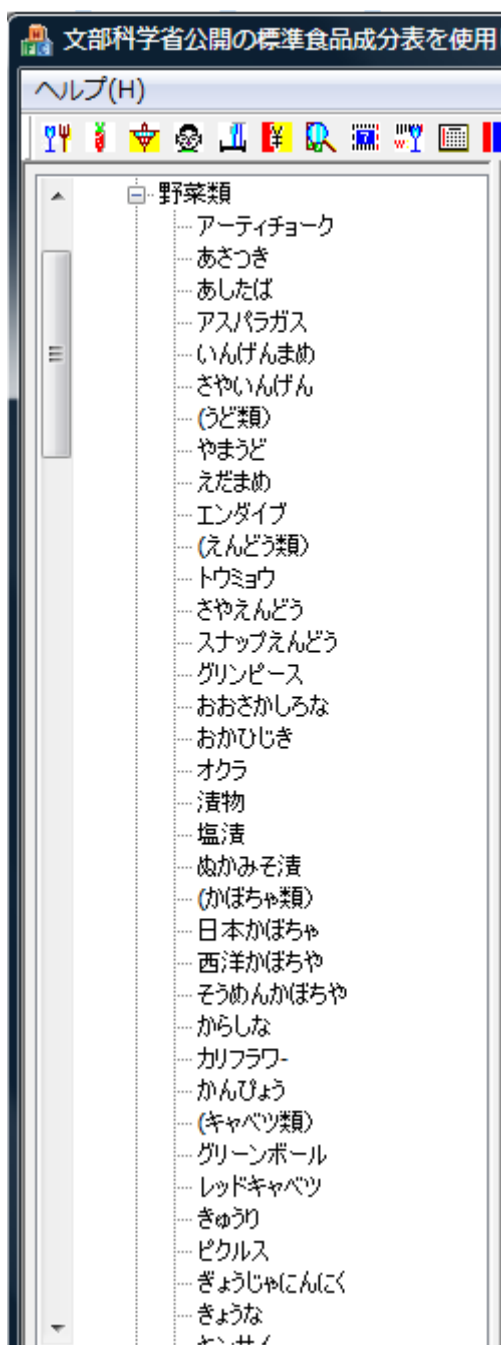 文部科学省公開の標準食品成分表を使用
ヘルプ(H)
野菜類
アーティチョーク
あさつき
あしたば
アスパラガス
いんげんまめ
さやいんげん
(うど類)
やまうど
えだまめ
エンダイブ
(えんどう類)
トウミョウ
さやえんどう
スナップえんどう
グリンピース
おおさかしろな
おかひじき
オクラ
漬物
塩漬
ぬかみそ漬
(かぼちゃ類)
日本かぼちゃ
西洋かぼちや
そうめんかぼちや
からしな
カリフラワ-
かんぴょう
(キャベツ類)
グリーンボール
レッドキャベツ
きゅうり
ピクルス
ぎょうじゃにんにく
きょうな